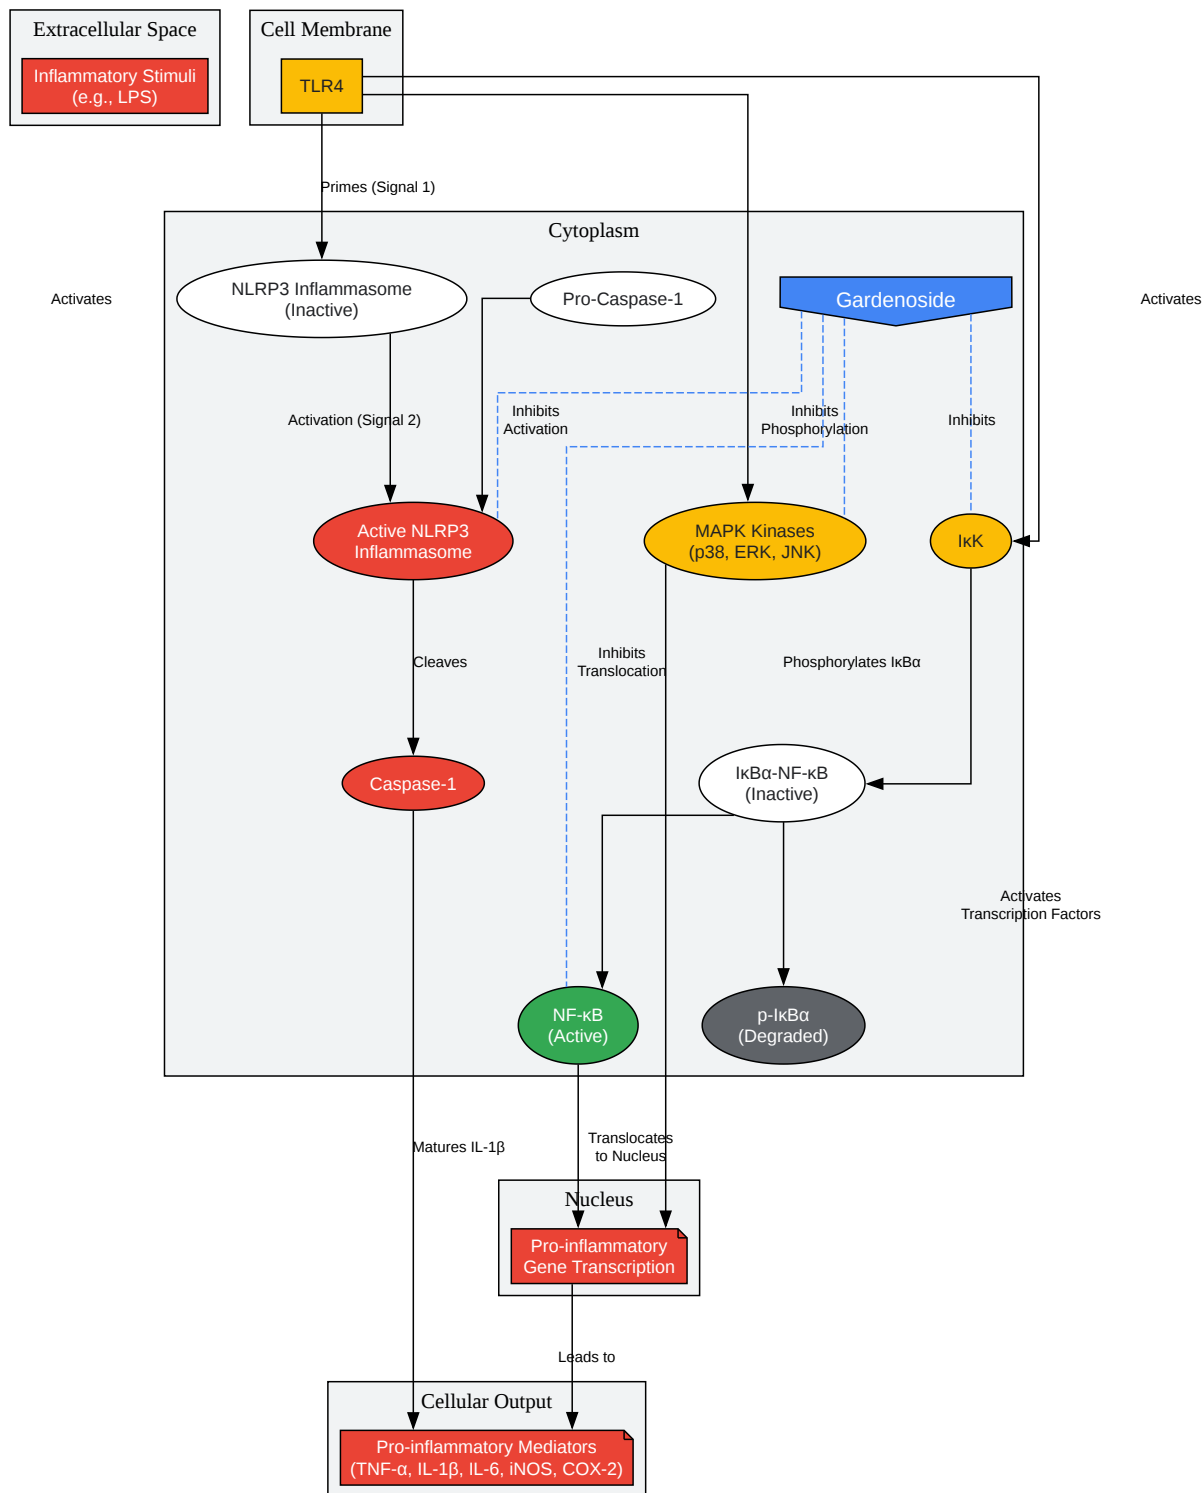 Extracellular Space
Inflammatory Stimuli
(e.g., LPS)
Cell Membrane
TLR4
Primes (Signal 1)
Cytoplasm
NLRP3 Inflammasome
(Inactive)
Pro-Caspase-1
Gardenoside
Activates
Activates
Activation (Signal 2)
Inhibits
Activation
Inhibits
Phosphorylation
Inhibits
Active NLRP3
Inflammasome
MAPK Kinases
(p38, ERK, JNK)
IκK
Cleaves
Inhibits
Translocation
Phosphorylates IκBα
Caspase-1
IκBα-NF-κB
(Inactive)
Activates
Transcription Factors
NF-κB
(Active)
p-IκBα
(Degraded)
Matures IL-1β
Translocates
to Nucleus
Nucleus
Pro-inflammatory
Gene Transcription
Leads to
Cellular Output
Pro-inflammatory Mediators
(TNF-α, IL-1β, IL-6, iNOS, COX-2)